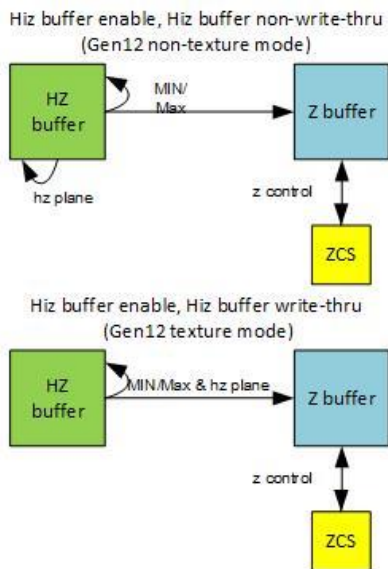 Hiz buffer enable, Hiz buffer non-write-thru
(Gen12 non-texture mode)
HZ
buffer
MIN/
Max
Z buffer
hz plane
z control
ZCS
Hiz buffer enable, Hiz buffer write-thru
(Gen12 texture mode)
HZ
buffer
MIN/Max & hz plane
Z buffer
z control
ZCS